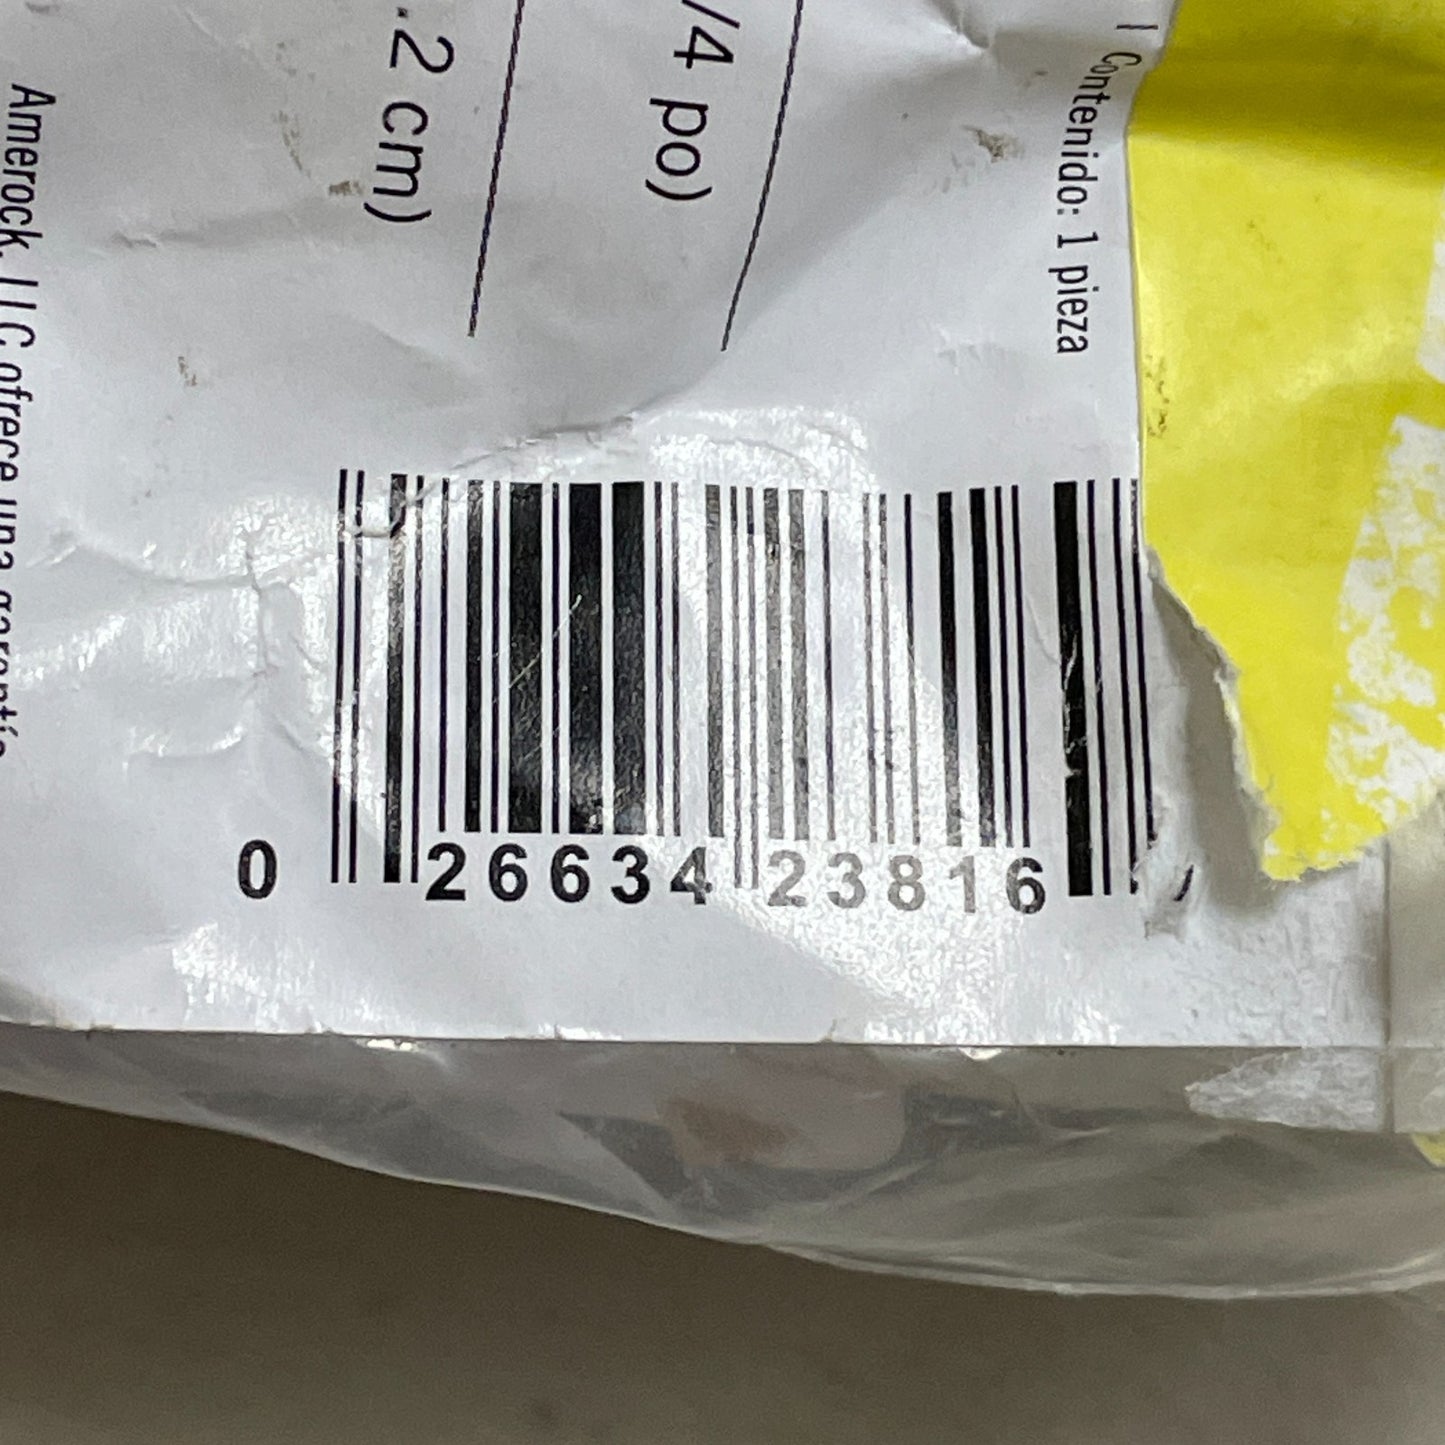 .2 cm)
/4 po)
Contenido: 1 pieza
Amerock, LLC ofrece una garantía
0 26634 23816